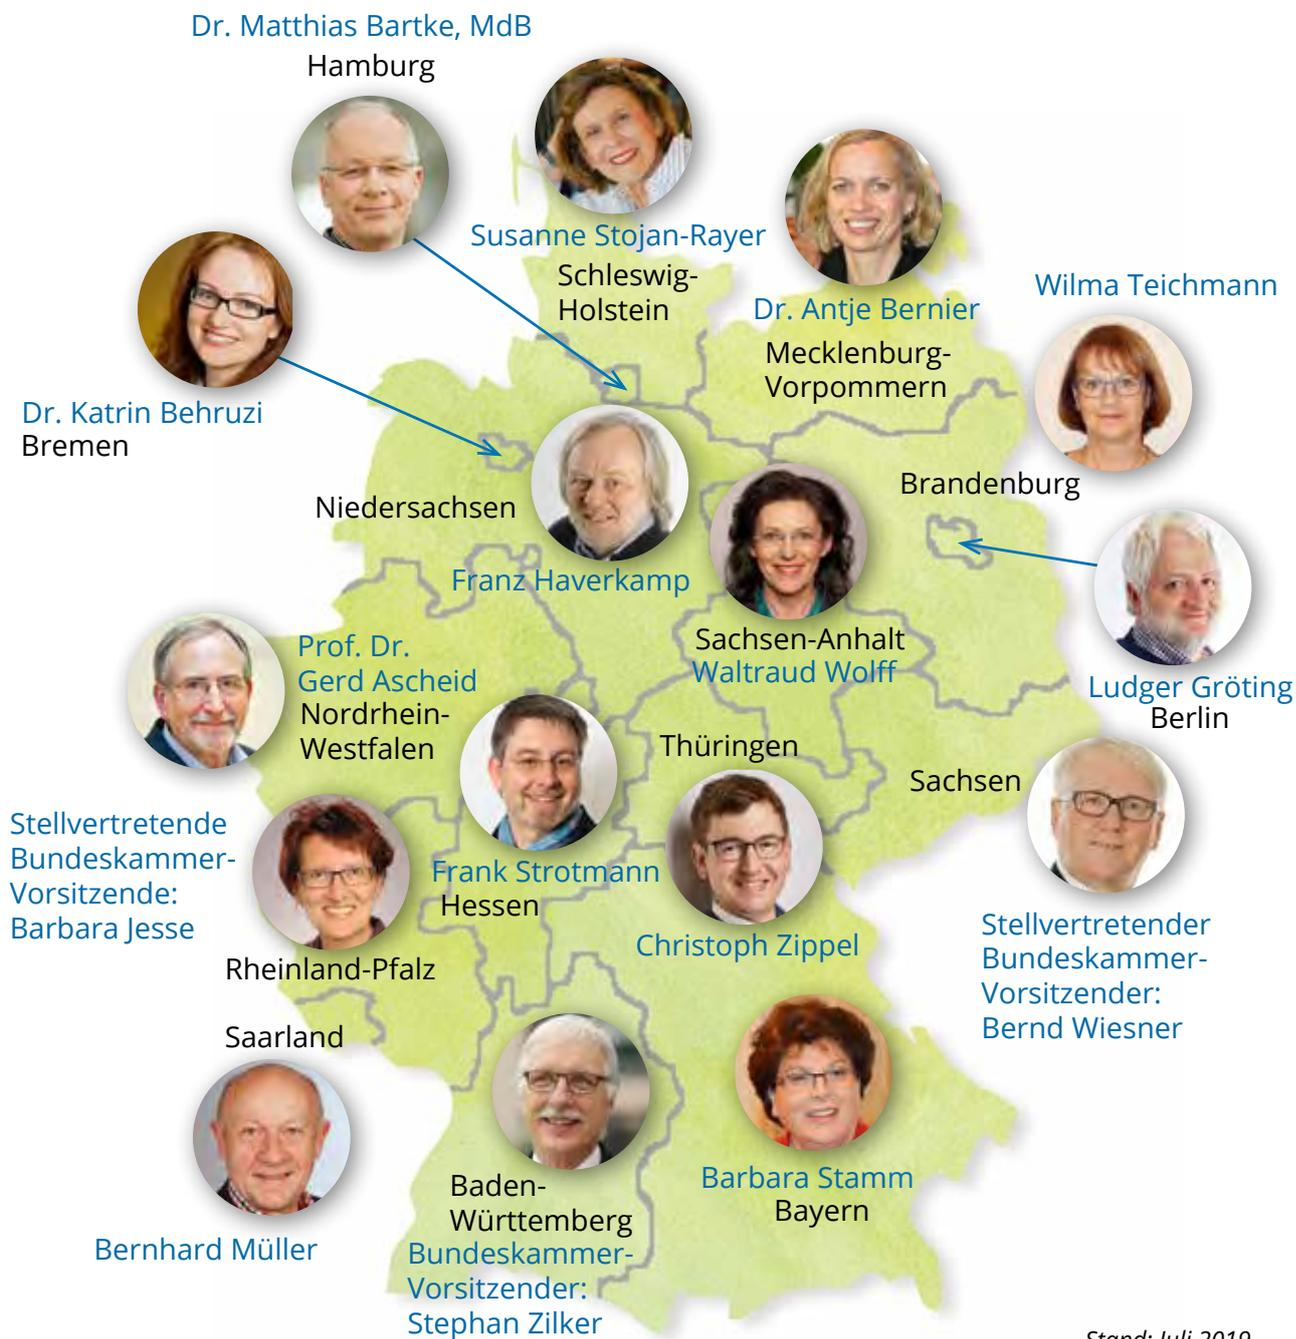 Dr. Matthias Bartke, MdB
Hamburg
Susanne Stojan-Rayer
Schleswig-
Holstein
Dr. Antje Bernier
Mecklenburg-
Vorpommern
Wilma Teichmann
Brandenburg
Dr. Katrin Behruzi
Bremen
Niedersachsen
Franz Haverkamp
Sachsen-Anhalt
Waltraud Wolff
Ludger Gröting
Berlin
Prof. Dr.
Gerd Ascheid
Nordrhein-
Westfalen
Thüringen
Christoph Zippel
Sachsen
Stellvertretender
Bundeskammer-
Vorsitzender:
Bernd Wiesner
Stellvertretende
Bundeskammer-
Vorsitzende:
Barbara Jesse
Rheinland-Pfalz
Frank Strotmann
Hessen
Saarland
Bernhard Müller
Baden-
Württemberg
Bundeskammer-
Vorsitzender:
Stephan Zilker
Barbara Stamm
Bayern
Stand: Juli 2019